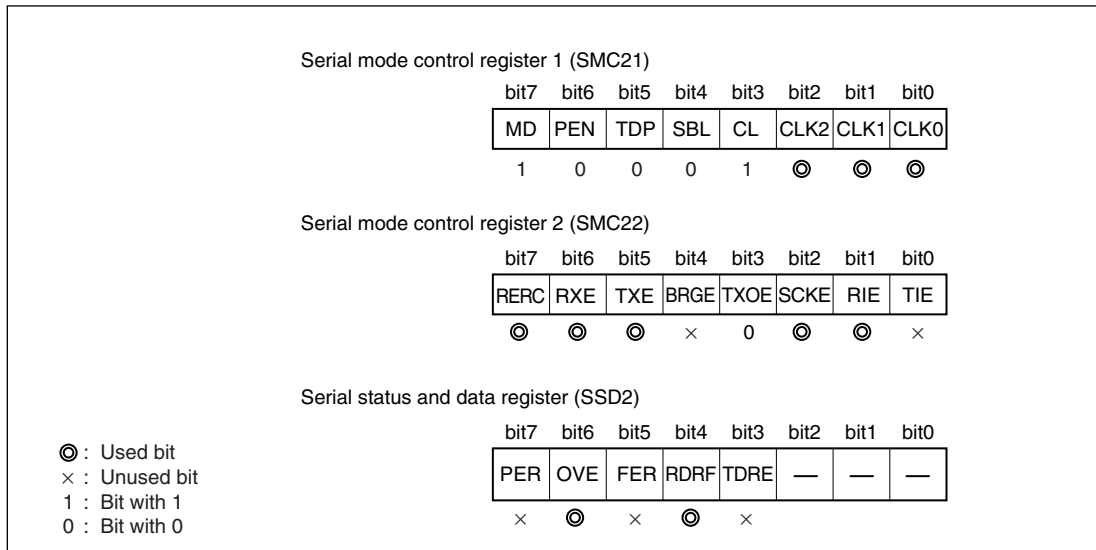 Serial mode control register 1 (SMC21)
bit7 bit6 bit5 bit4 bit3 bit2 bit1 bit0
MD PEN TDP SBL CL CLK2 CLK1 CLK0
1 0 0 0 1 ◎ ◎ ◎
Serial mode control register 2 (SMC22)
bit7 bit6 bit5 bit4 bit3 bit2 bit1 bit0
RERC RXE TXE BRGE TXOE SCKE RIE TIE
◎ ◎ ◎ × 0 ◎ ◎ ×
Serial status and data register (SSD2)
bit7 bit6 bit5 bit4 bit3 bit2 bit1 bit0
PER OVE FER RDRF TDRE — — —
× ◎ × ◎ ×
◎ : Used bit
× : Unused bit
1 : Bit with 1
0 : Bit with 0